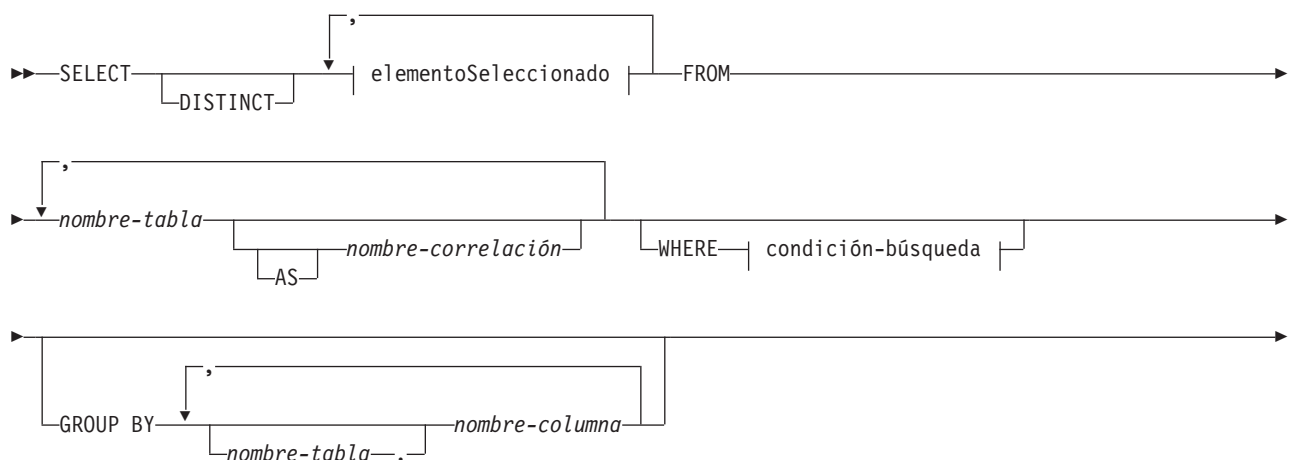 ,
SELECT elementoSeleccionado FROM
DISTINCT
,
nombre-tabla nombre-correlación WHERE condición-búsqueda
AS
,
GROUP BY nombre-columna
nombre-tabla .